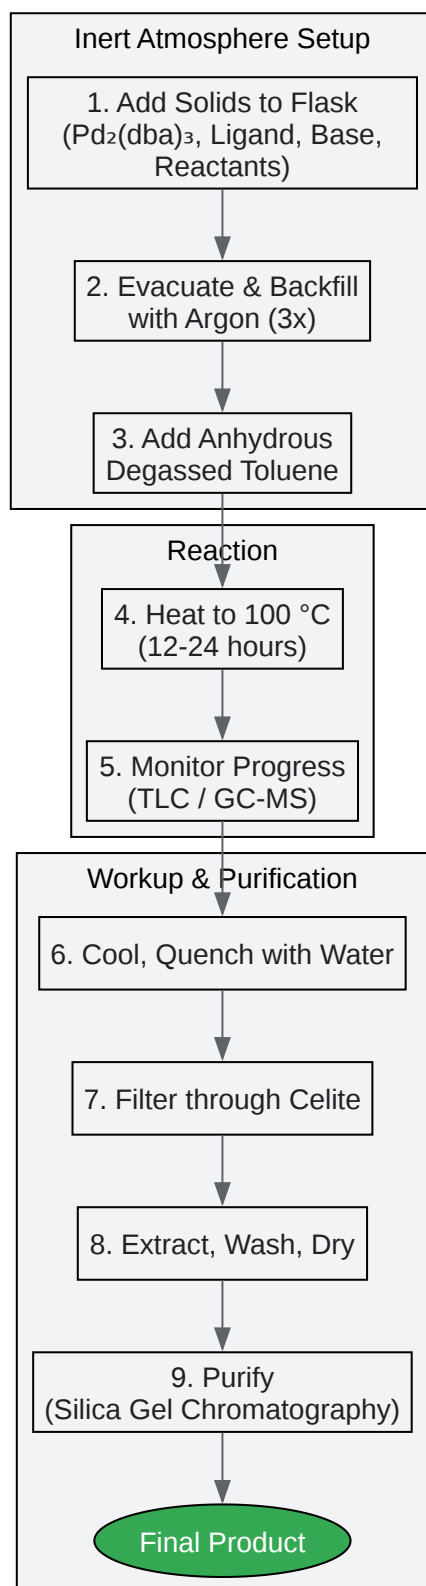 Inert Atmosphere Setup
1. Add Solids to Flask
(Pd₂(dba)₃, Ligand, Base,
Reactants)
2. Evacuate & Backfill
with Argon (3x)
3. Add Anhydrous
Degassed Toluene
Reaction
4. Heat to 100 °C
(12-24 hours)
5. Monitor Progress
(TLC / GC-MS)
Workup & Purification
6. Cool, Quench with Water
7. Filter through Celite
8. Extract, Wash, Dry
9. Purify
(Silica Gel Chromatography)
Final Product